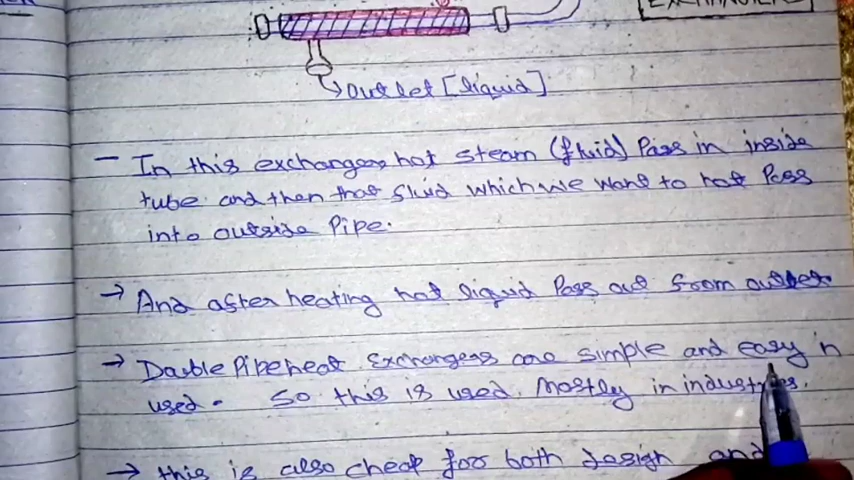 EXCHANGER
outlet [liquid]
- In this exchanger, hot steam (fluid) Pass in inside
tube and then that fluid which we want to hot Pass
into outside Pipe.
→ And after heating hot liquid Pass out from outlet
→ Double Pipe heat Exchangers are simple and easy in
used. So this is used mostly in industries.
→ this is also cheap for both design and